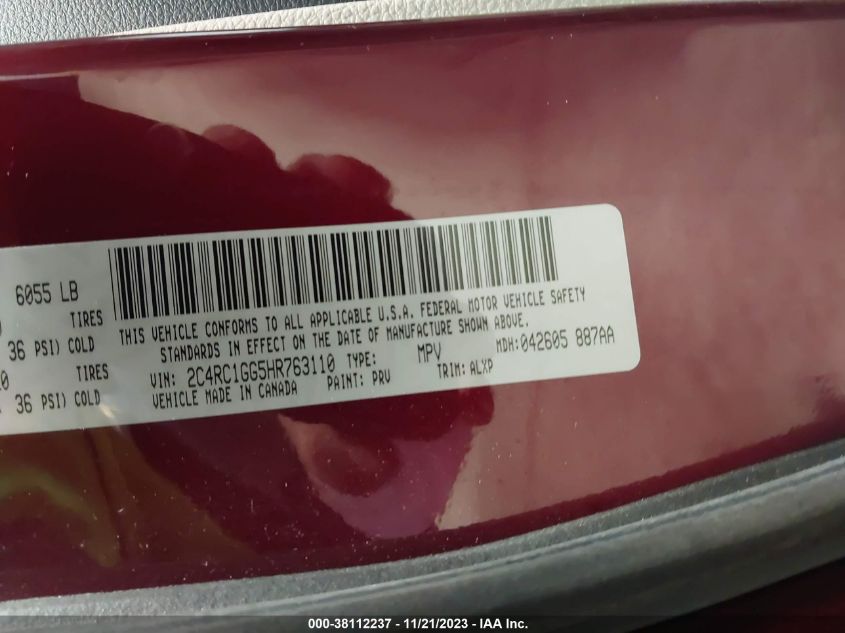 6055 LB
TIRES
36 PSI) COLD
TIRES
36 PSI) COLD
THIS VEHICLE CONFORMS TO ALL APPLICABLE U.S.A. FEDERAL MOTOR VEHICLE SAFETY
STANDARDS IN EFFECT ON THE DATE OF MANUFACTURE SHOWN ABOVE.
VIN: 2C4RC1GG5HR763110 TYPE: MPV MDH: 042605 887AA
VEHICLE MADE IN CANADA PAINT: PRV TRIM: ALXP
000-38112237 - 11/21/2023 - IAA Inc.